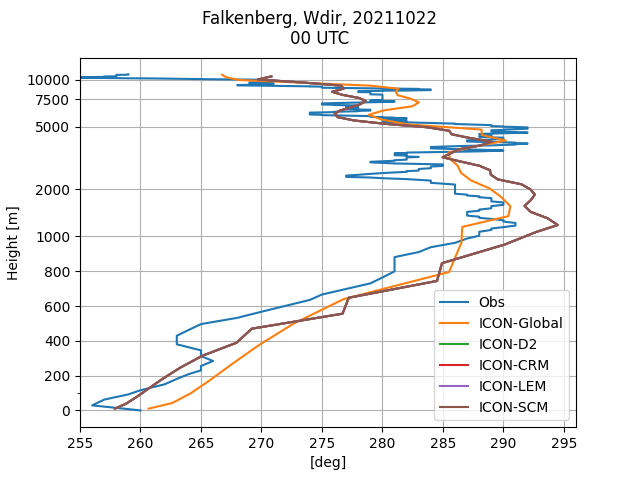 Falkenberg, Wdir, 20211022
00 UTC
Height [m]
10000
7500
5000
2000
1000
800
600
400
200
0
255 260 265 270 275 280 285 290 295
[deg]
Obs
ICON-Global
ICON-D2
ICON-CRM
ICON-LEM
ICON-SCM